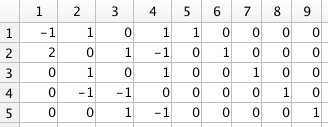 1 2 3 4 5 6 7 8 9
1 -1 1 0 1 1 0 0 0 0
2 2 0 1 -1 0 1 0 0 0
3 0 1 0 1 0 0 1 0 0
4 0 -1 -1 0 0 0 0 1 0
5 0 0 1 -1 0 0 0 0 1